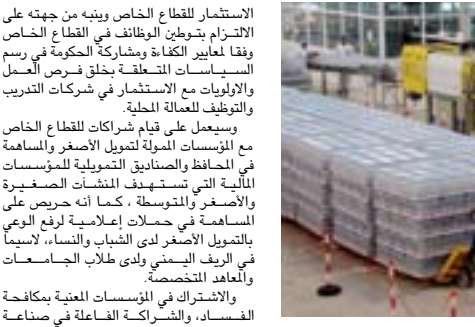 الاستثمار للقطاع الخاص وينبه من جهته على
الالتزام بتوطين الوظائف في القطاع الخاص
وفقا لمعايير الكفاءة ومشاركة الحكومة في رسم
السياسات المتعلقة بخلق فرص العمل
والاولويات مع الاستثمار في شركات التدريب
والتوظيف للعمالة المحلية.
وسيعمل على قيام شراكات للقطاع الخاص
مع المؤسسات الممولة لتمويل الأصغر والمساهمة
في المحافظ والصناديق التمويلية للمؤسسات
المالية التي تستهدف المنشآت الصغيرة
والأصغر والمتوسطة ، كما أنه حريص على
المساهمة في حملات إعلامية لرفع الوعي
بالتمويل الأصغر لدى الشباب والنساء، لاسيما
في الريف اليمني ولدى طلاب الجامعات
والمعاهد المتخصصة.
والاشتراك في المؤسسات المعنية بمكافحة
الفساد، والشراكة الفاعلة في صناعة